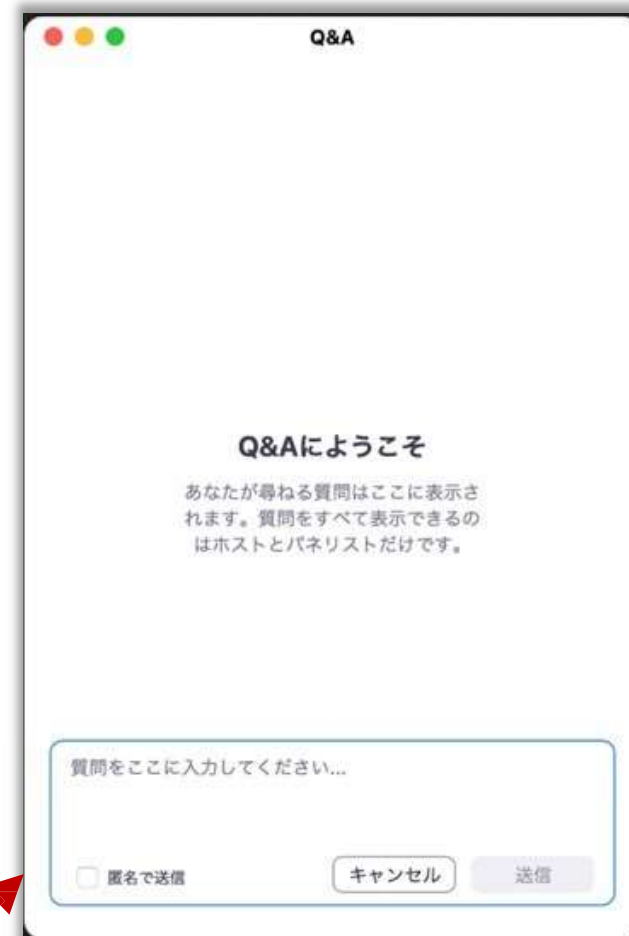 Q&A
Q&Aにようこそ
あなたが尋ねる質問はここに表示さ
れます。質問をすべて表示できるの
はホストとパネリストだけです。
質問をここに入力してください...
匿名で送信
キャンセル
送信